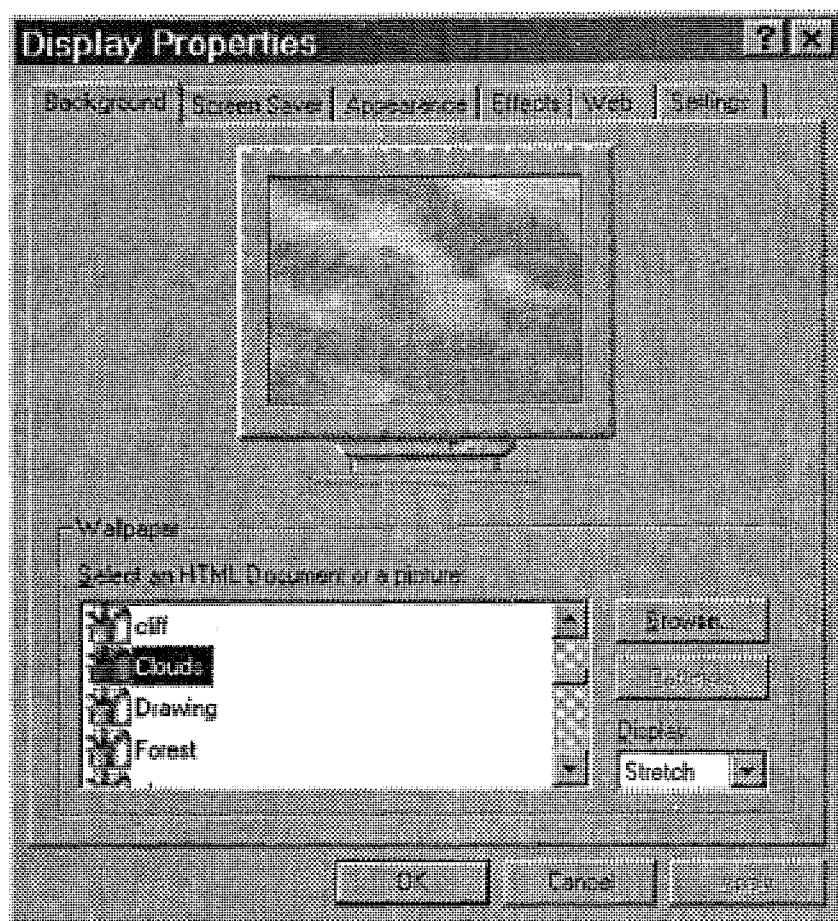 Display Properties
Background Screen Saver Appearance Effects Web Settings
Wallpaper
Select an HTML Document or a picture:
cliff
Clouds
Drawing
Forest
Browse...
Pattern...
Display:
Stretch
OK Cancel Apply